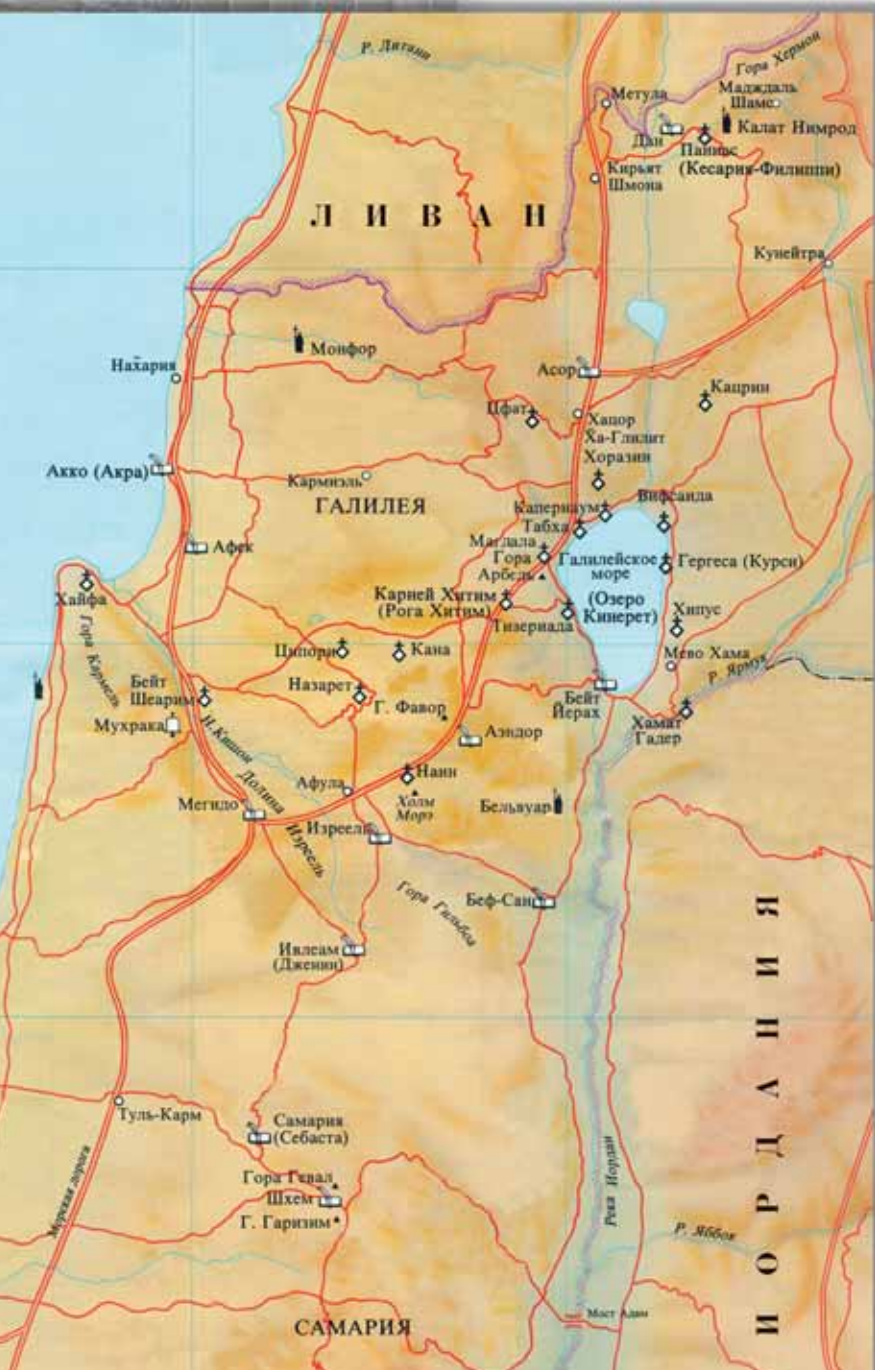 Р. Литани
Гора Хермон
Метула
Мадждаль
Шамс
Дан
Калат Нимрод
Паниас
(Кесария-Филиппи)
Кирьят
Шмона
ЛИВАН
Кунейтра
Монфор
Нахария
Асор
Кацрин
Цфат
Хацор
Ха-Глилит
Хоразин
Акко (Акра)
Кармиэль
ГАЛИЛЕЯ
Капернаум
Вифсаида
Табха
Афек
Магдала
Гора
Арбель
Галилейское
море
(Озеро
Кинерет)
Гергеса (Курси)
Хайфа
Карней Хитим
(Рога Хитим)
Хипус
Тизериада
Гора Кармель
Ципори
Кана
Мево Хама
Р. Ярмук
Бейт
Шеарим
Назарет
Г. Фавор
Бейт
Йерах
Хамат
Гадер
Мухрака
Н. Кишон
Аэндор
Долина
Изреель
Афула
Наин
Холм
Морэ
Мегидо
Бельвуар
Изреель
Гора Гильбоа
Беф-Сан
Ивлеам
(Дженин)
ИОРДАНИЯ
Туль-Карм
Самария
(Себаста)
Морская дорога
Гора Гевал
Шхем
Г. Гаризим
Река Иордан
Р. Яббок
Мост Адам
САМАРИЯ